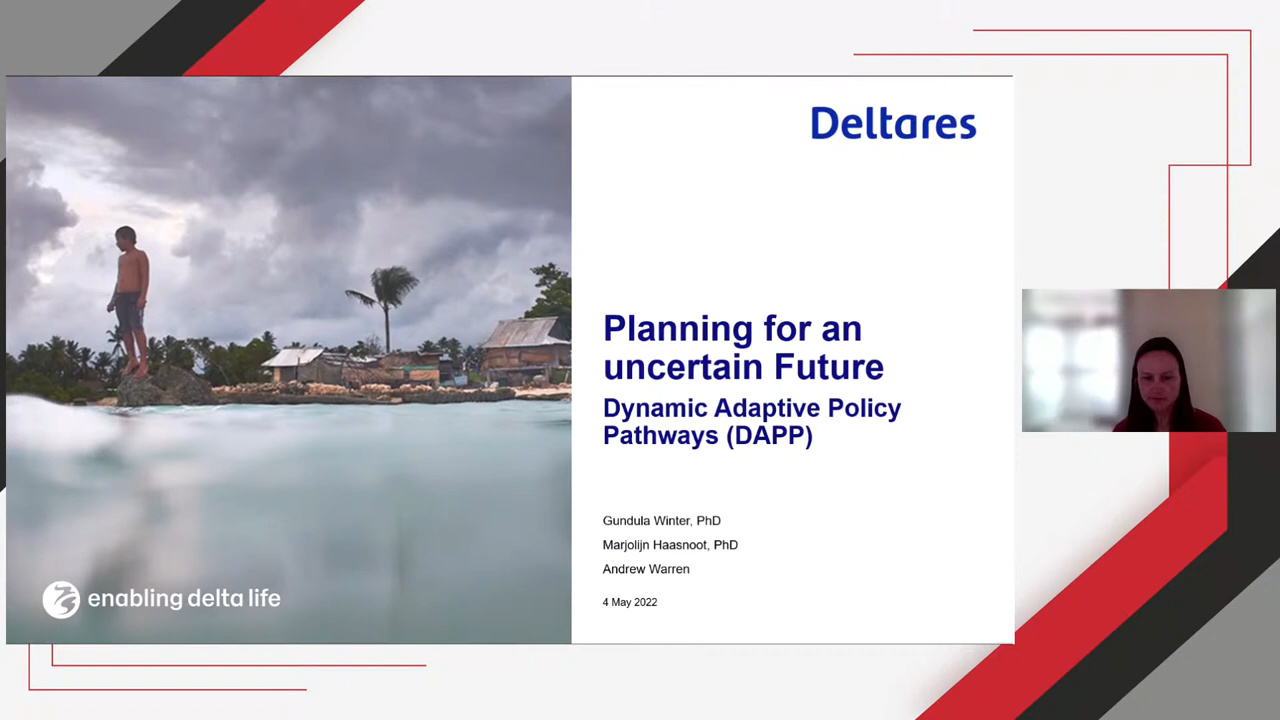 Deltares
Planning for an
uncertain Future
Dynamic Adaptive Policy
Pathways (DAPP)
Gundula Winter, PhD
Marjolijn Haasnoot, PhD
Andrew Warren
4 May 2022
enabling delta life